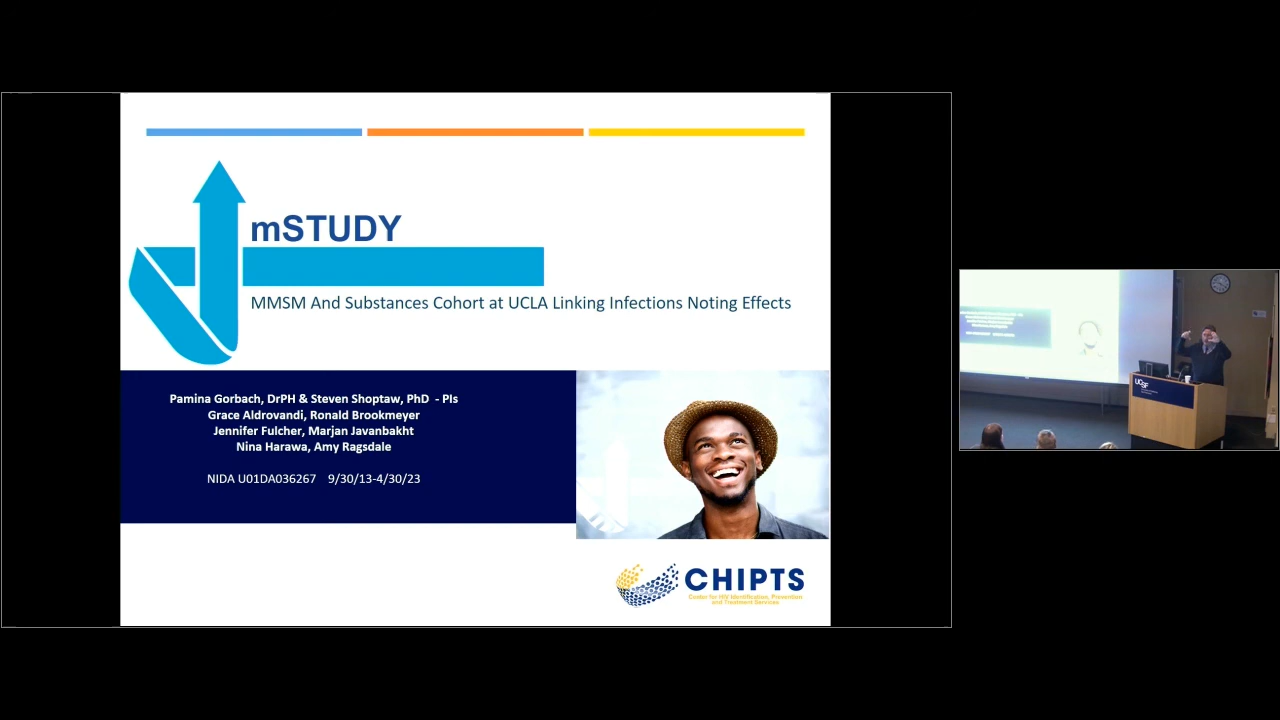 mSTUDY
MMSM And Substances Cohort at UCLA Linking Infections Noting Effects
Pamina Gorbach, DrPH & Steven Shoptaw, PhD - PIs
Grace Aldrovandi, Ronald Brookmeyer
Jennifer Fulcher, Marjan Javanbakht
Nina Harawa, Amy Ragsdale
NIDA U01DA036267 9/30/13-4/30/23
CHIPTS
Center for HIV Identification, Prevention
and Treatment Services
UCSF